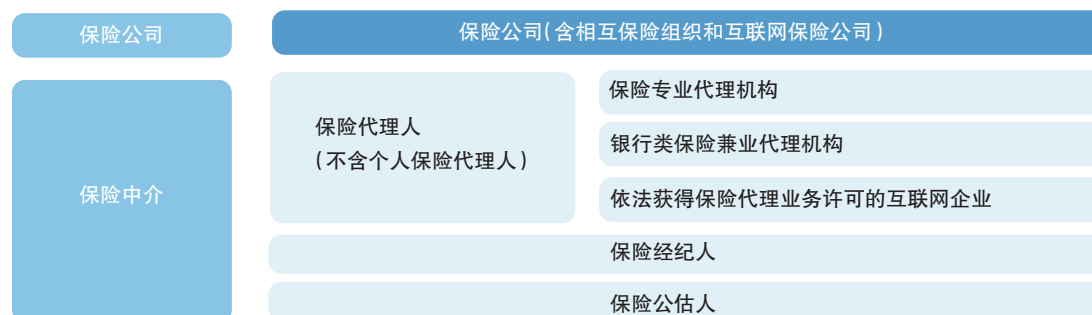 保险公司
保险公司(含相互保险组织和互联网保险公司)
保险中介
保险代理人
(不含个人保险代理人)
保险专业代理机构
银行类保险兼业代理机构
依法获得保险代理业务许可的互联网企业
保险经纪人
保险公估人